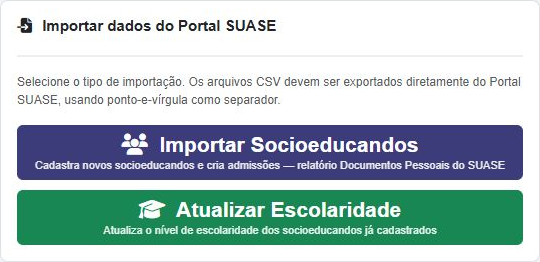 Importar dados do Portal SUASE
Selecione o tipo de importação. Os arquivos CSV devem ser exportados diretamente do Portal
SUASE, usando ponto-e-vírgula como separador.
Importar Socioeducandos
Cadastra novos socioeducandos e cria admissões — relatório Documentos Pessoais do SUASE
Atualizar Escolaridade
Atualiza o nível de escolaridade dos socioeducandos já cadastrados